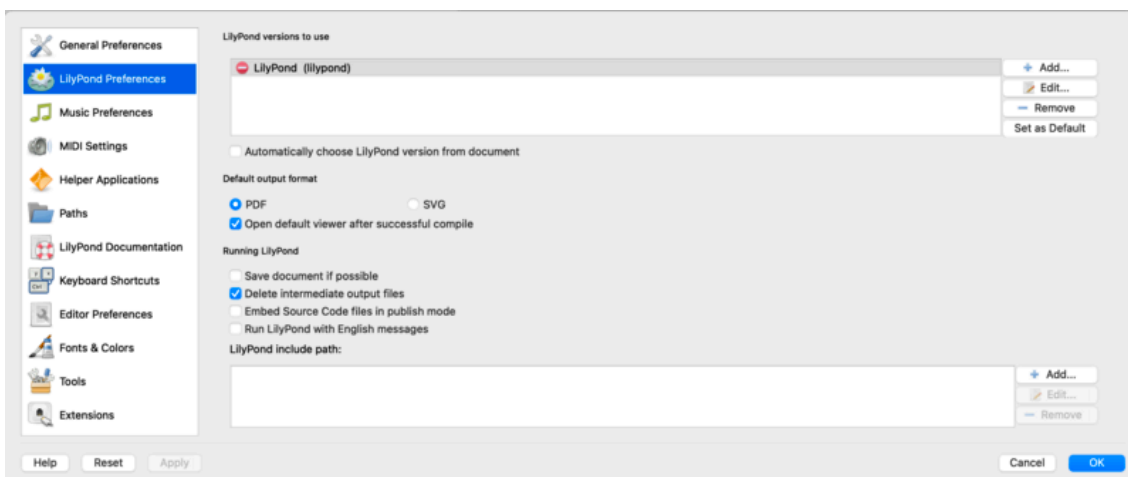 General Preferences
LilyPond Preferences
Music Preferences
MIDI Settings
Helper Applications
Paths
LilyPond Documentation
Keyboard Shortcuts
Editor Preferences
Fonts & Colors
Tools
Extensions
LilyPond versions to use
LilyPond (lilypond)
Add...
Edit...
Remove
Set as Default
Automatically choose LilyPond version from document
Default output format
PDF SVG
Open default viewer after successful compile
Running LilyPond
Save document if possible
Delete intermediate output files
Embed Source Code files in publish mode
Run LilyPond with English messages
LilyPond include path:
Add...
Edit...
Remove
Help Reset Apply Cancel OK